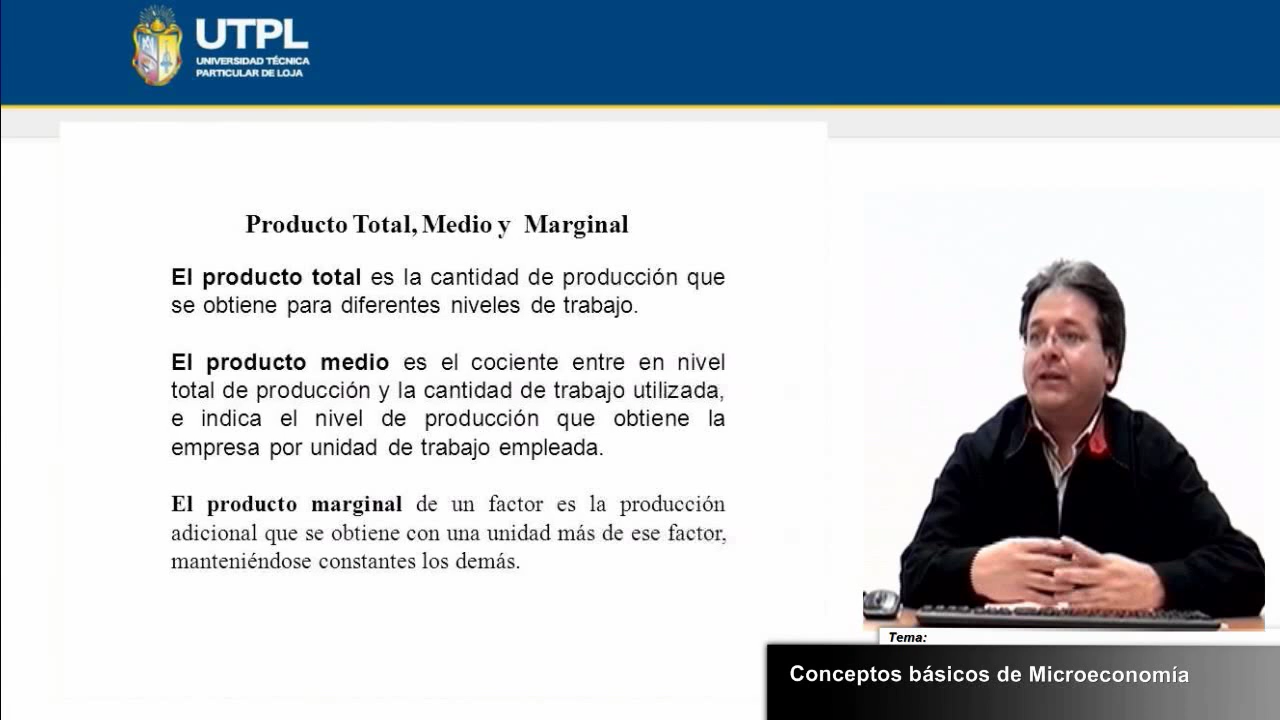 UTPL
UNIVERSIDAD TÉCNICA
PARTICULAR DE LOJA
Producto Total, Medio y Marginal
El producto total es la cantidad de producción que
se obtiene para diferentes niveles de trabajo.
El producto medio es el cociente entre en nivel
total de producción y la cantidad de trabajo utilizada,
e indica el nivel de producción que obtiene la
empresa por unidad de trabajo empleada.
El producto marginal de un factor es la producción
adicional que se obtiene con una unidad más de ese factor,
manteniéndose constantes los demás.
Tema:
Conceptos básicos de Microeconomía